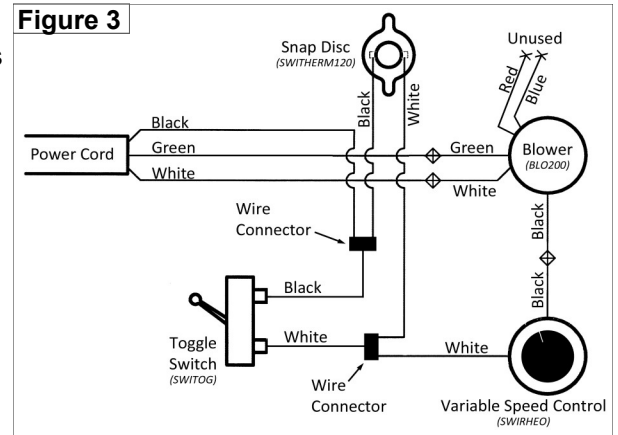 Figure 3
s
Snap Disc
(SWITHERM120)
Unused
Red
Blue
Black
White
Black
Power Cord
Green
Green
Blower
(BLO200)
White
White
Wire
Connector
Black
Black
Black
Toggle
Switch
(SWITOG)
White
White
Wire
Connector
Variable Speed Control
(SWIRHEO)